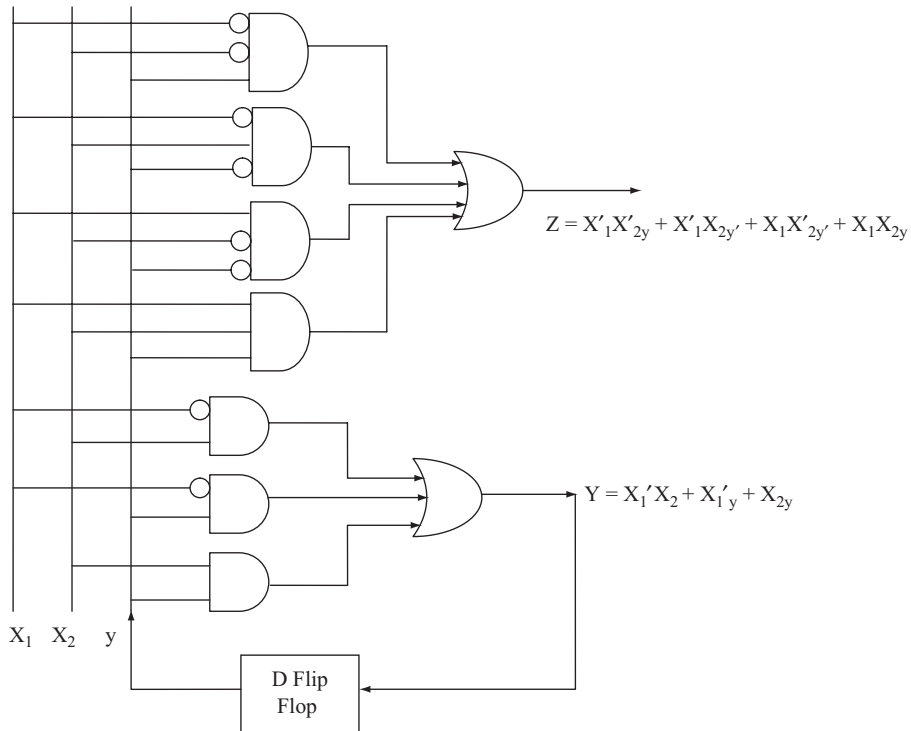 Z = X′₁X′₂y + X′₁X₂y′ + X₁X′₂y′ + X₁X₂y
Y = X₁′X₂ + X₁′y + X₂y
X₁ X₂ y
D Flip
Flop